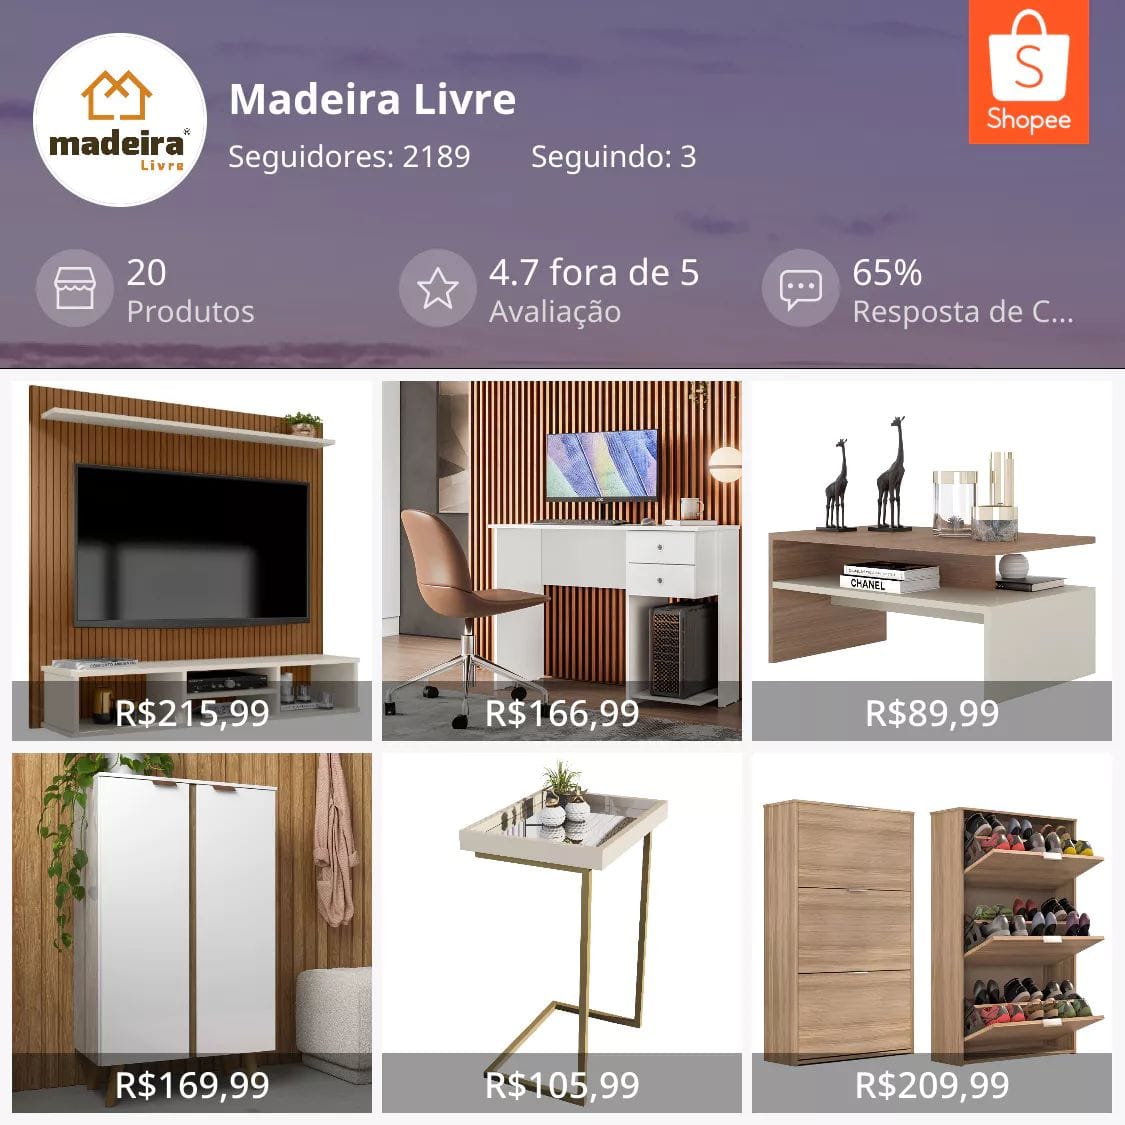 madeira®
Livre
Madeira Livre
Seguidores: 2189
Seguindo: 3
Shopee
20
Produtos
4.7 fora de 5
Avaliação
65%
Resposta de C...
CHANEL
R$215,99
R$166,99
R$89,99
R$169,99
R$105,99
R$209,99